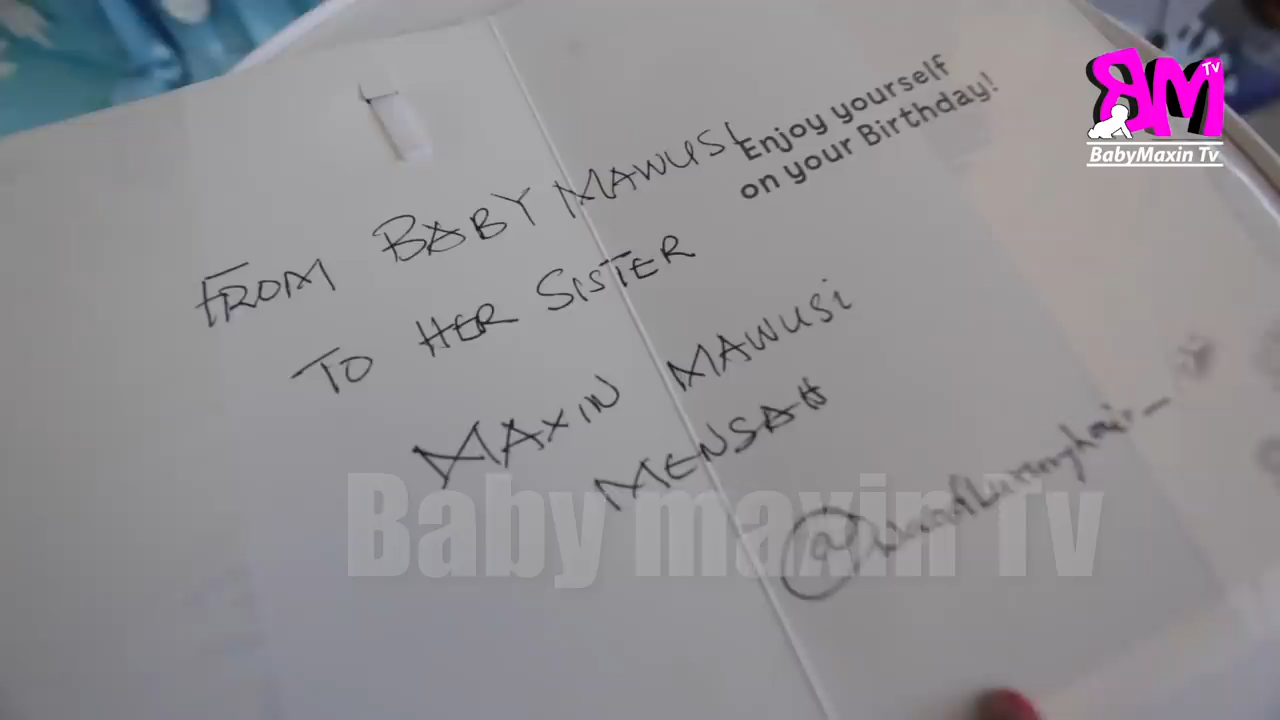 BM TV
BabyMaxin Tv
Enjoy yourself
on your Birthday!
FROM BABY MAWUSI
TO HER SISTER
MAXIN MAWUSI
MENSAH
Baby maxin Tv